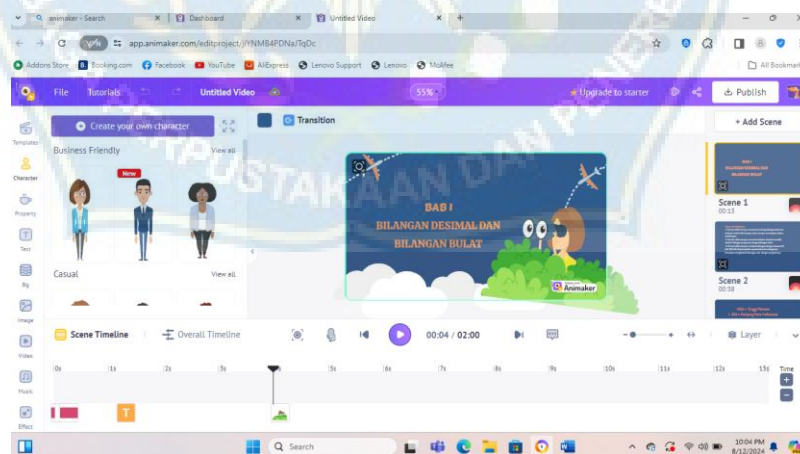 animaker - Search
Dashboard
Untitled Video
app.animaker.com/editproject/jYNMB4PDNa/TqDc
Addons Store
Booking.com
Facebook
YouTube
AliExpress
Lenovo Support
Lenovo
McAfee
All Bookmarks
File
Tutorials
Untitled Video
55%
Upgrade to starter
Publish
Templates
Create your own character
Transition
+ Add Scene
Business Friendly
View all
Character
New
Property
PERPUSTAKAAN DAN
BAB I
BILANGAN DESIMAL DAN
BILANGAN BULAT
Scene 1
00:13
Text
Bg
Casual
View all
Animaker
Scene 2
00:38
Image
Video
Scene Timeline
Overall Timeline
00:04 / 02:00
Layer
0s
1s
2s
3s
5s
6s
7s
8s
9s
10s
11s
12
13s
Time
Music
T
Effect
Search
10:04 PM
8/12/2024